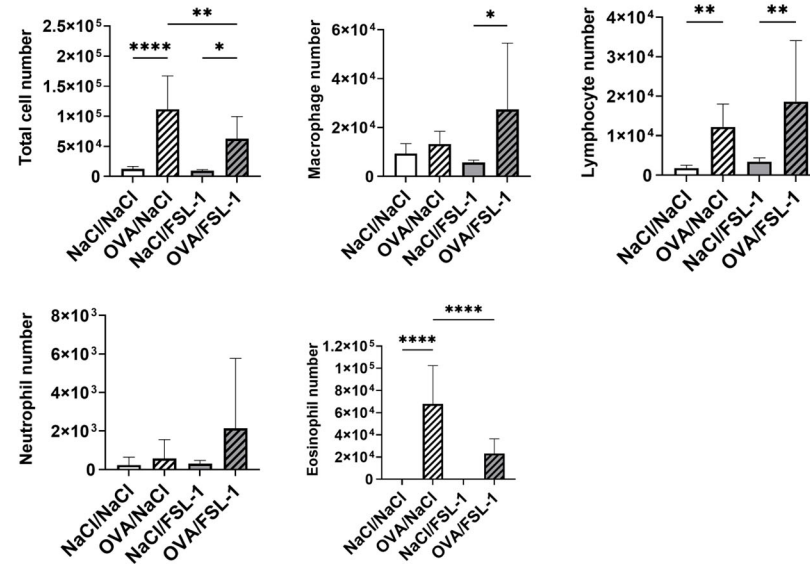 Total cell number
2.5×10⁵
2×10⁵
1.5×10⁵
1×10⁵
5×10⁴
0
****
**
*
NaCl/NaCl
OVA/NaCl
NaCl/FSL-1
OVA/FSL-1
Macrophage number
6×10⁴
4×10⁴
2×10⁴
0
*
NaCl/NaCl
OVA/NaCl
NaCl/FSL-1
OVA/FSL-1
Lymphocyte number
4×10⁴
3×10⁴
2×10⁴
1×10⁴
0
**
**
NaCl/NaCl
OVA/NaCl
NaCl/FSL-1
OVA/FSL-1
Neutrophil number
8×10³
6×10³
4×10³
2×10³
0
NaCl/NaCl
OVA/NaCl
NaCl/FSL-1
OVA/FSL-1
Eosinophil number
1.2×10⁵
1×10⁵
8×10⁴
6×10⁴
4×10⁴
2×10⁴
0
****
****
NaCl/NaCl
OVA/NaCl
NaCl/FSL-1
OVA/FSL-1